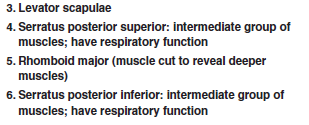 3. Levator scapulae
4. Serratus posterior superior: intermediate group of
muscles; have respiratory function
5. Rhomboid major (muscle cut to reveal deeper
muscles)
6. Serratus posterior inferior: intermediate group of
muscles; have respiratory function